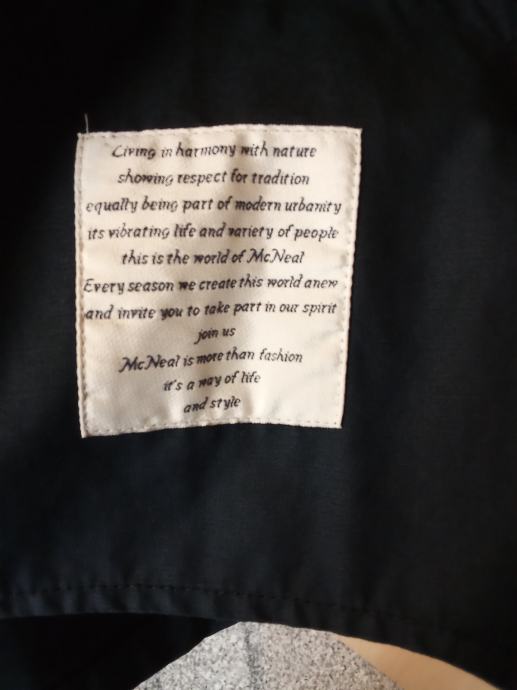 Living in harmony with nature
showing respect for tradition
equally being part of modern urbanity
its vibrating life and variety of people
this is the world of McNeal
Every season we create this world anew
and invite you to take part in our spirit
join us
McNeal is more than fashion
it's a way of life
and style